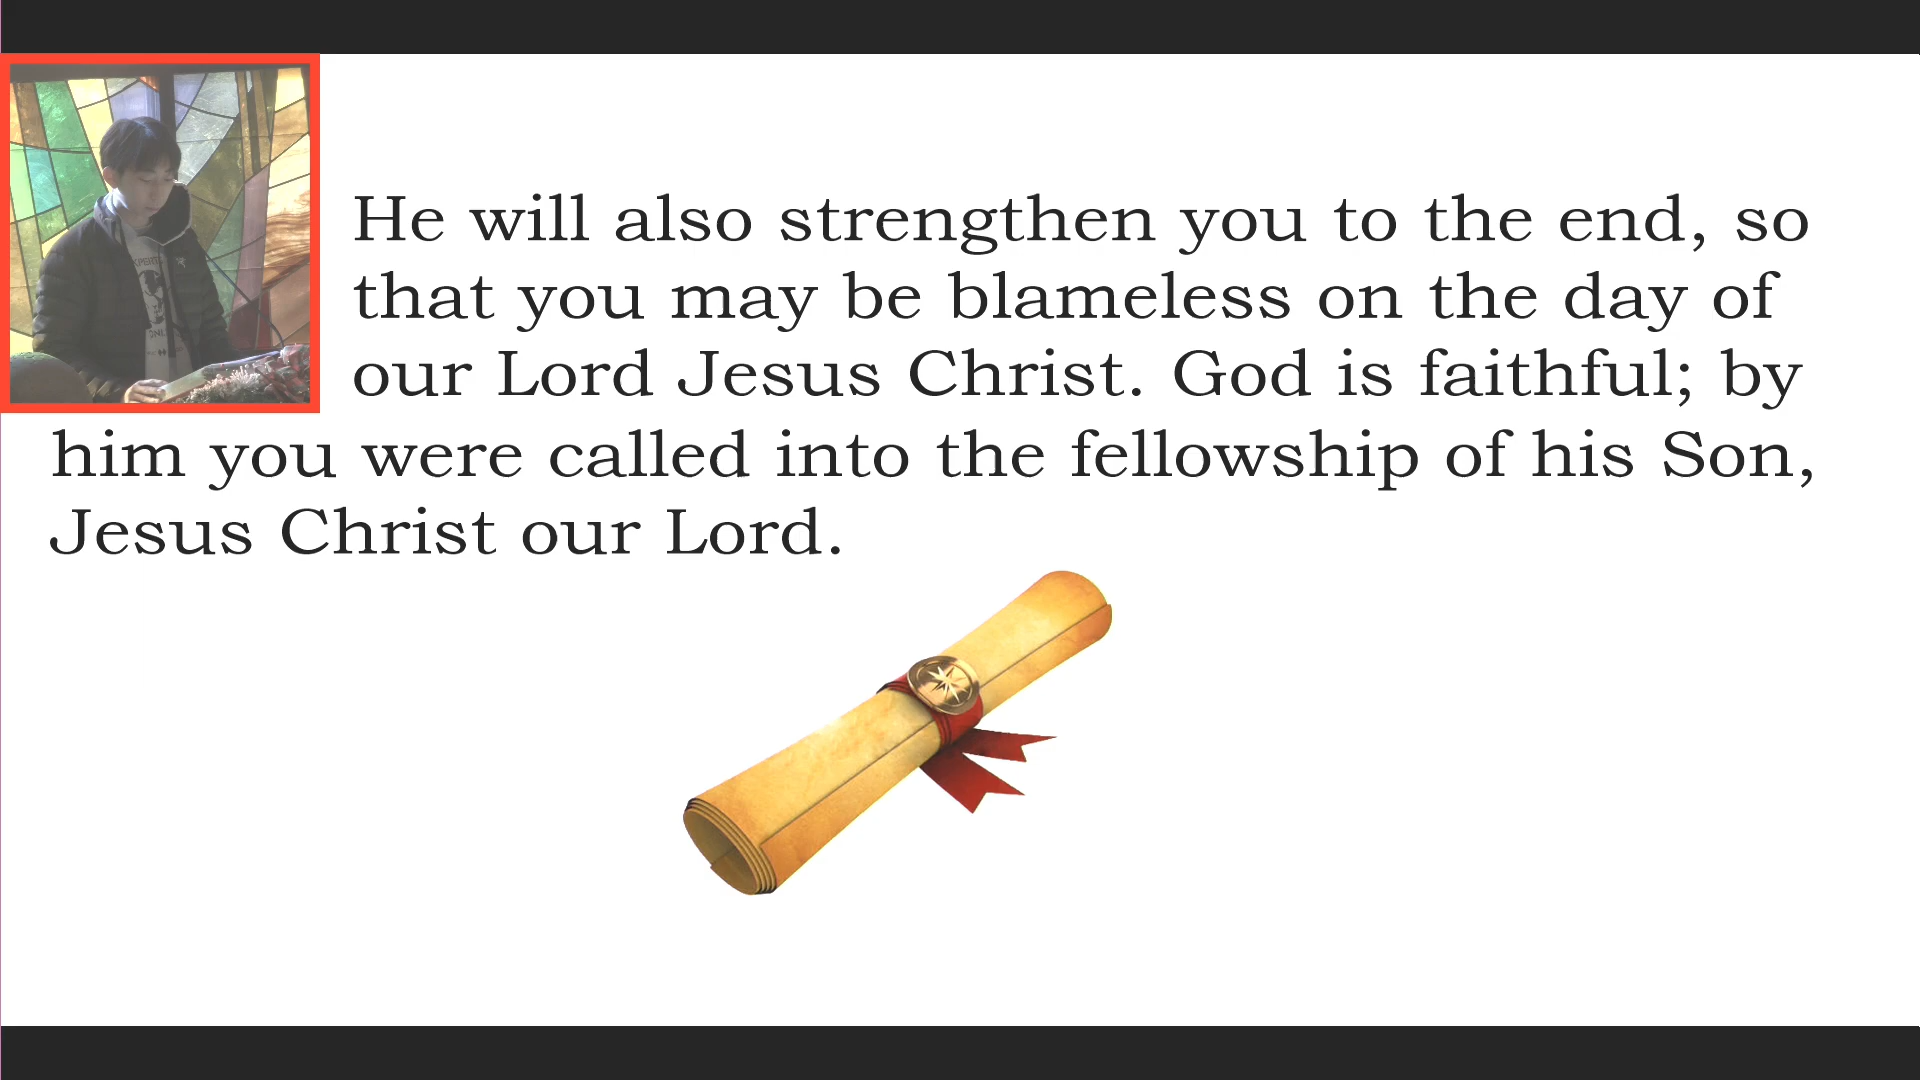 He will also strengthen you to the end, so
that you may be blameless on the day of
our Lord Jesus Christ. God is faithful; by
him you were called into the fellowship of his Son,
Jesus Christ our Lord.